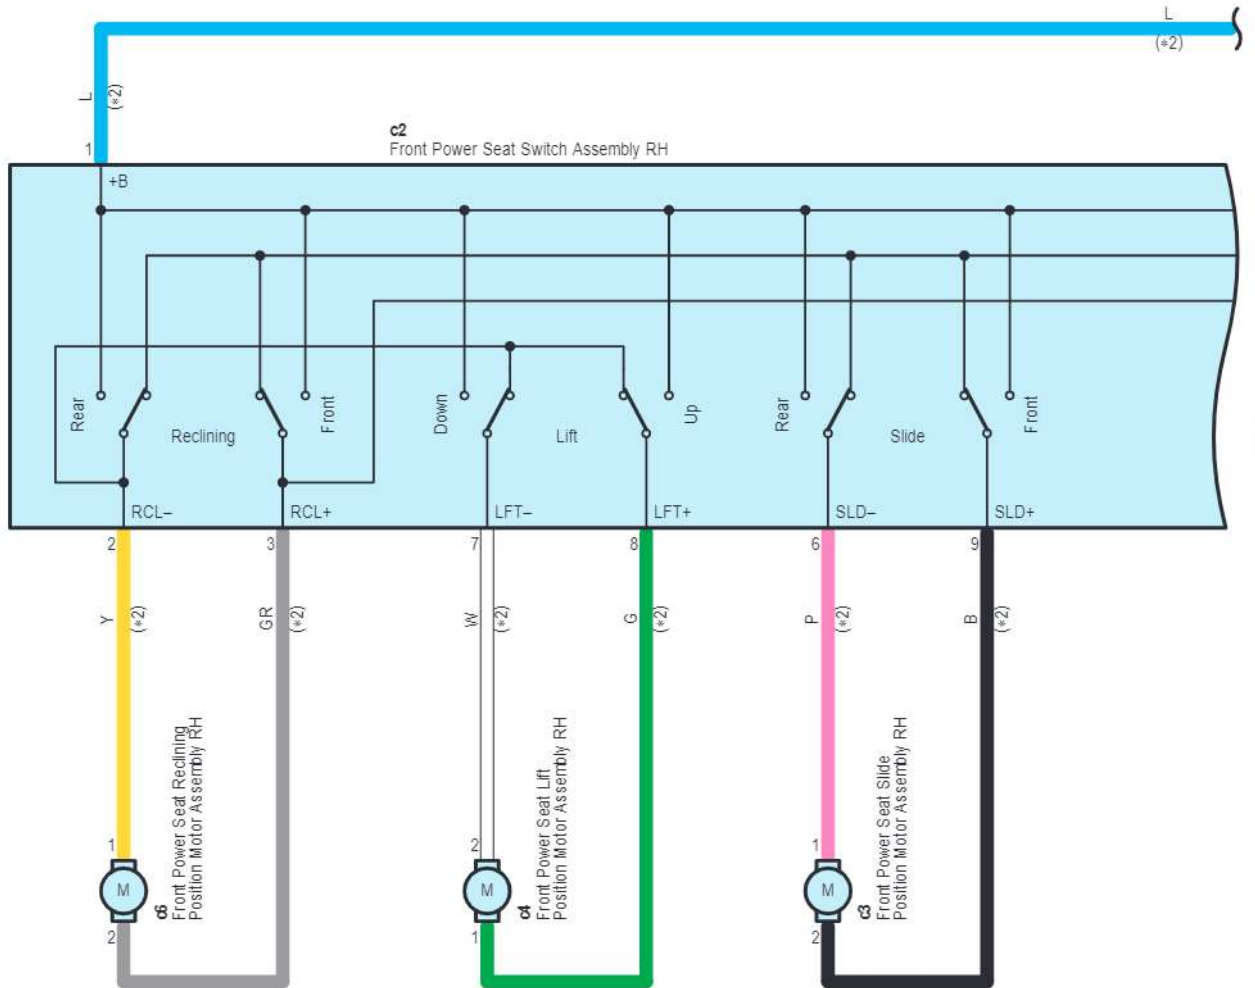 L
(*2)
L
(*2)
c2
Front Power Seat Switch Assembly RH
1
+B
Rear
Reclining
Front
Down
Lift
Up
Rear
Slide
Front
RCL–
RCL+
LFT–
LFT+
SLD–
SLD+
2
3
7
8
6
9
Y
(*2)
GR
(*2)
W
(*2)
G
(*2)
P
(*2)
B
(*2)
1
M
2
c6
Front Power Seat Reclining
Position Motor Assembly RH
2
M
1
c4
Front Power Seat Lift
Position Motor Assembly RH
1
M
2
c3
Front Power Seat Slide
Position Motor Assembly RH